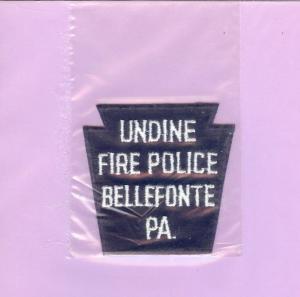 UNDINE
FIRE POLICE
BELLEFONTE
PA.